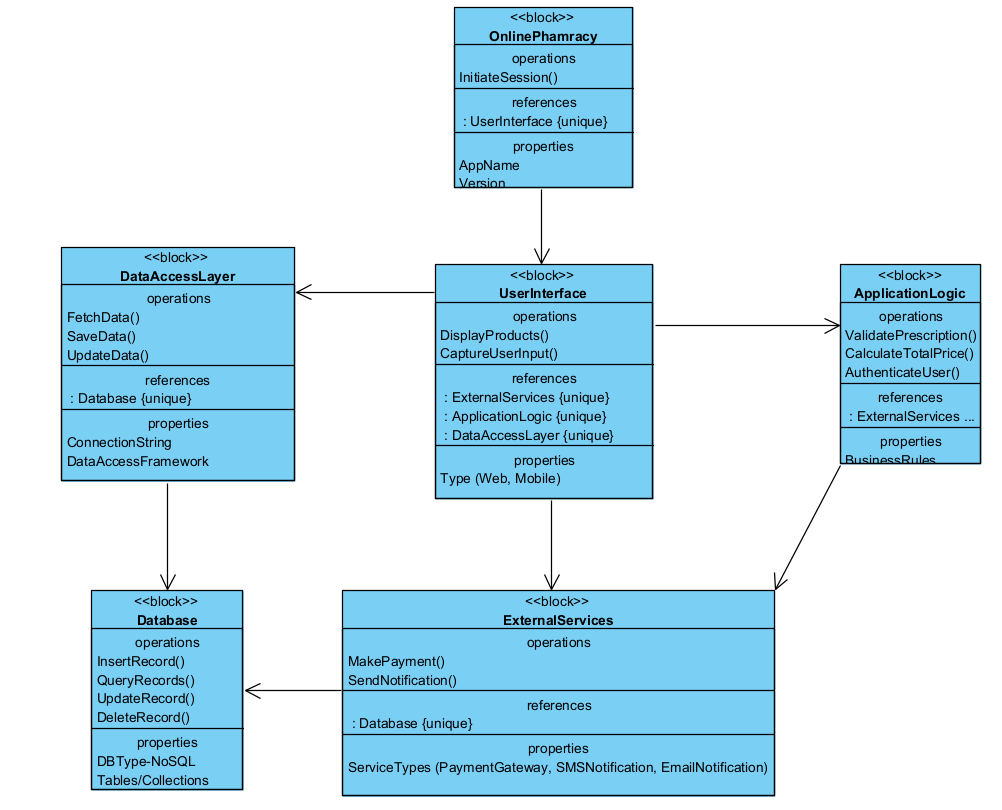 <<block>>
OnlinePhamracy
operations
InitiateSession()
references
: UserInterface {unique}
properties
AppName
Version
<<block>>
DataAccessLayer
operations
FetchData()
SaveData()
UpdateData()
references
: Database {unique}
properties
ConnectionString
DataAccessFramework
<<block>>
UserInterface
operations
DisplayProducts()
CaptureUserInput()
references
: ExternalServices {unique}
: ApplicationLogic {unique}
: DataAccessLayer {unique}
properties
Type (Web, Mobile)
<<block>>
ApplicationLogic
operations
ValidatePrescription()
CalculateTotalPrice()
AuthenticateUser()
references
: ExternalServices ...
properties
BusinessRules
<<block>>
Database
operations
InsertRecord()
QueryRecords()
UpdateRecord()
DeleteRecord()
properties
DBType-NoSQL
Tables/Collections
<<block>>
ExternalServices
operations
MakePayment()
SendNotification()
references
: Database {unique}
properties
ServiceTypes (PaymentGateway, SMSNotification, EmailNotification)